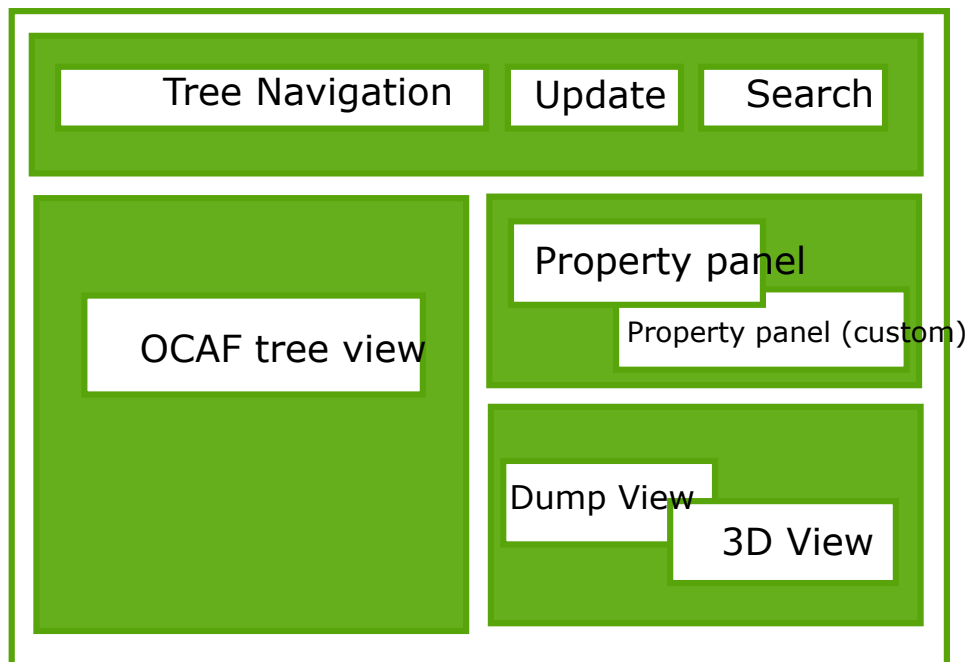 Tree Navigation
Update
Search
OCAF tree view
Property panel
Property panel (custom)
Dump View
3D View